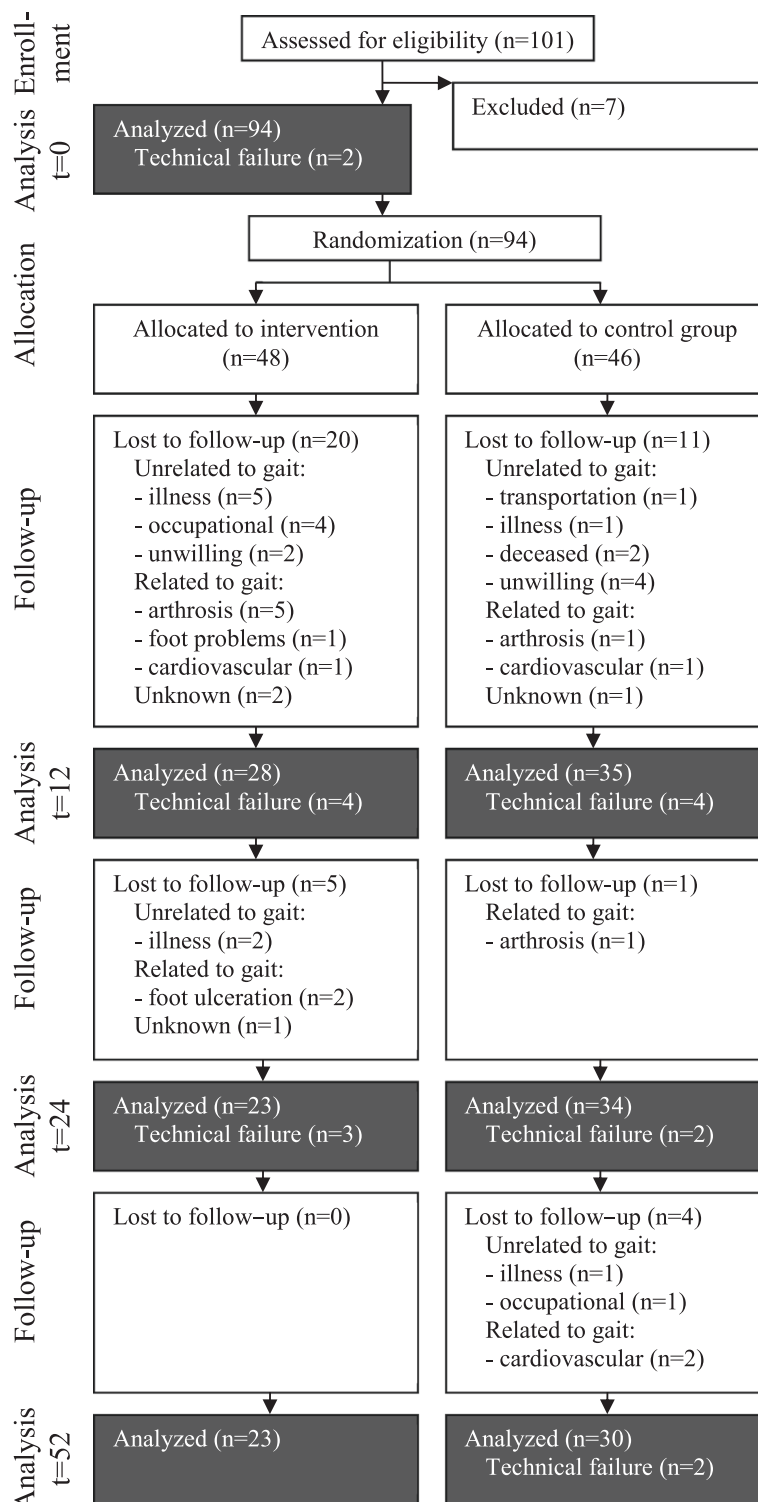 Enroll-
ment
Assessed for eligibility (n=101)
Excluded (n=7)
Analysis
t=0
Analyzed (n=94)
Technical failure (n=2)
Allocation
Randomization (n=94)
Allocated to intervention
(n=48)
Allocated to control group
(n=46)
Follow-up
Lost to follow-up (n=20)
Unrelated to gait:
- illness (n=5)
- occupational (n=4)
- unwilling (n=2)
Related to gait:
- arthrosis (n=5)
- foot problems (n=1)
- cardiovascular (n=1)
Unknown (n=2)
Lost to follow-up (n=11)
Unrelated to gait:
- transportation (n=1)
- illness (n=1)
- deceased (n=2)
- unwilling (n=4)
Related to gait:
- arthrosis (n=1)
- cardiovascular (n=1)
Unknown (n=1)
Analysis
t=12
Analyzed (n=28)
Technical failure (n=4)
Analyzed (n=35)
Technical failure (n=4)
Follow-up
Lost to follow-up (n=5)
Unrelated to gait:
- illness (n=2)
Related to gait:
- foot ulceration (n=2)
Unknown (n=1)
Lost to follow-up (n=1)
Related to gait:
- arthrosis (n=1)
Analysis
t=24
Analyzed (n=23)
Technical failure (n=3)
Analyzed (n=34)
Technical failure (n=2)
Follow-up
Lost to follow-up (n=0)
Lost to follow-up (n=4)
Unrelated to gait:
- illness (n=1)
- occupational (n=1)
Related to gait:
- cardiovascular (n=2)
Analysis
t=52
Analyzed (n=23)
Analyzed (n=30)
Technical failure (n=2)